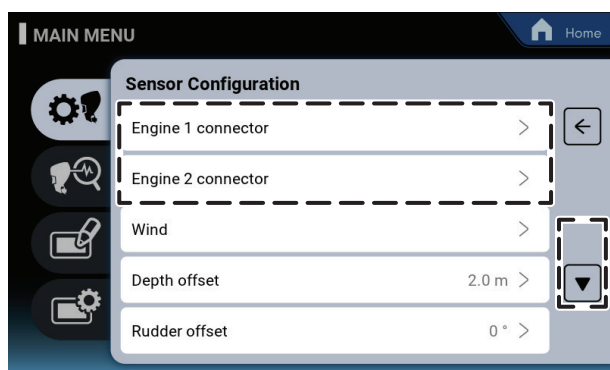 MAIN MENU
Home
Sensor Configuration
Engine 1 connector
Engine 2 connector
Wind
Depth offset 2.0 m
Rudder offset 0 °